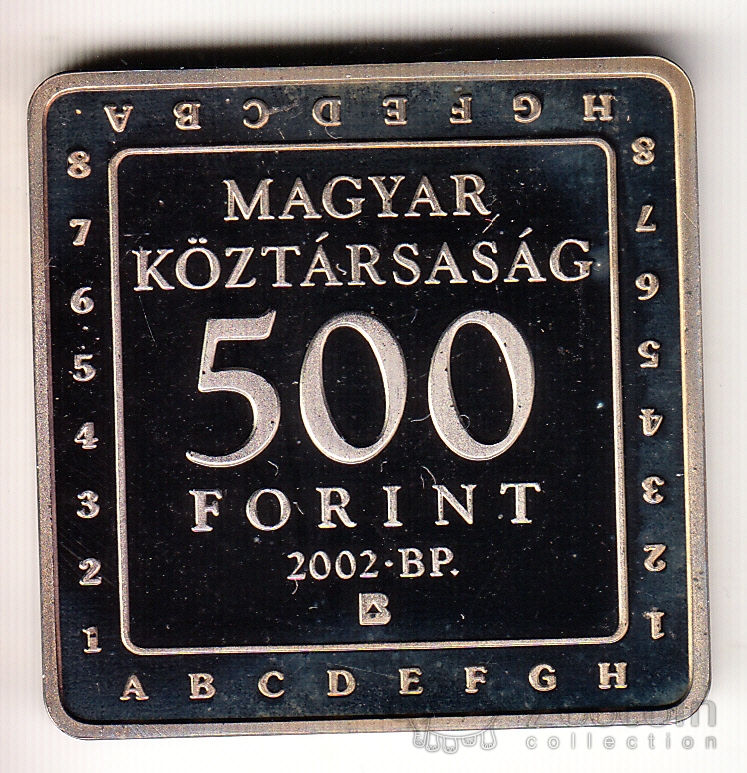 A B C D E F G H
8 8
7 7
MAGYAR
KÖZTÁRSASÁG
6 6
500
5 5
4 4
FORINT
3 3
2002·BP.
2 2
B
1 1
A B C D E F G H
collection